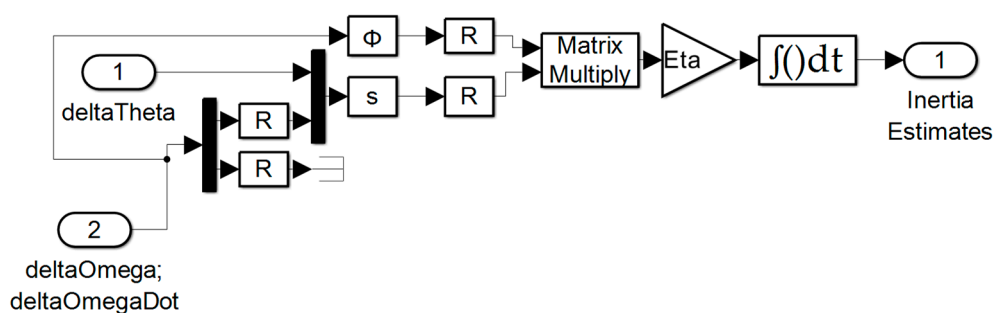 Φ
R
Matrix
Multiply
Eta
∫()dt
1
Inertia
Estimates
1
deltaTheta
s
R
R
R
2
deltaOmega;
deltaOmegaDot